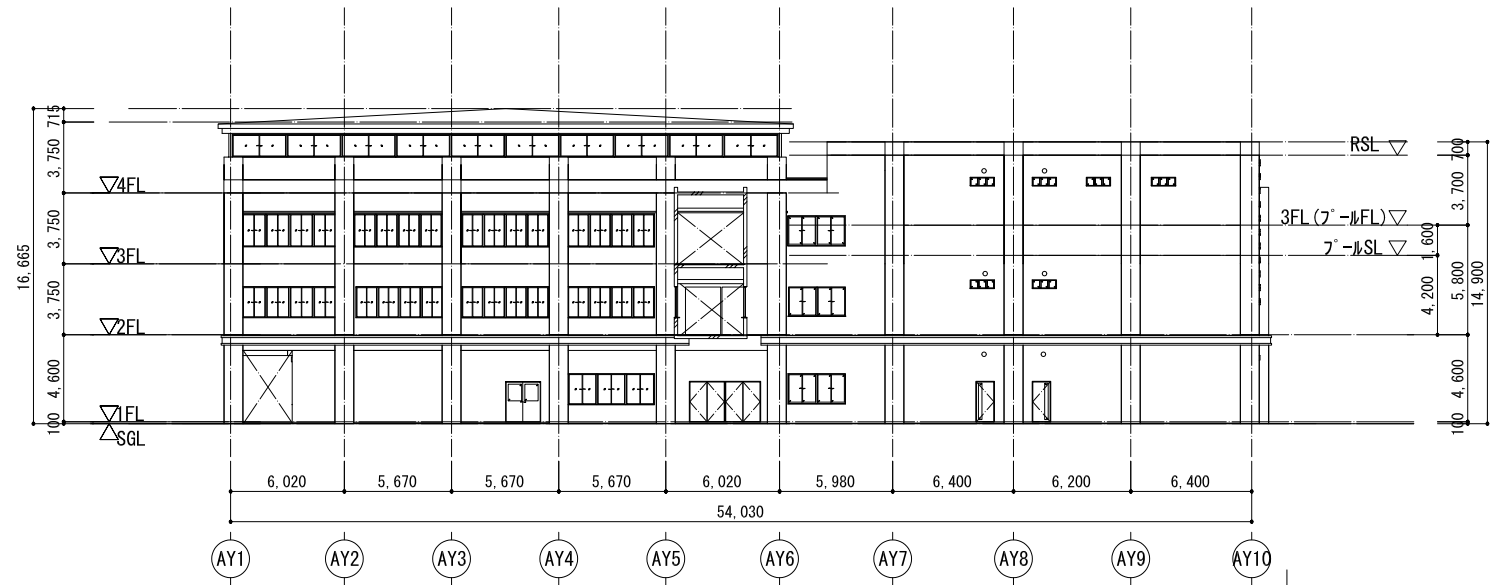 715
3,750
3,750
3,750
4,600
100
16,665
4FL
3FL
2FL
1FL
SGL
RSL
3FL(プールFL)
プールSL
700
3,700
1,600
5,800
4,200
14,900
4,600
100
6,020
5,670
5,670
5,670
6,020
5,980
6,400
6,200
6,400
54,030
AY1
AY2
AY3
AY4
AY5
AY6
AY7
AY8
AY9
AY10